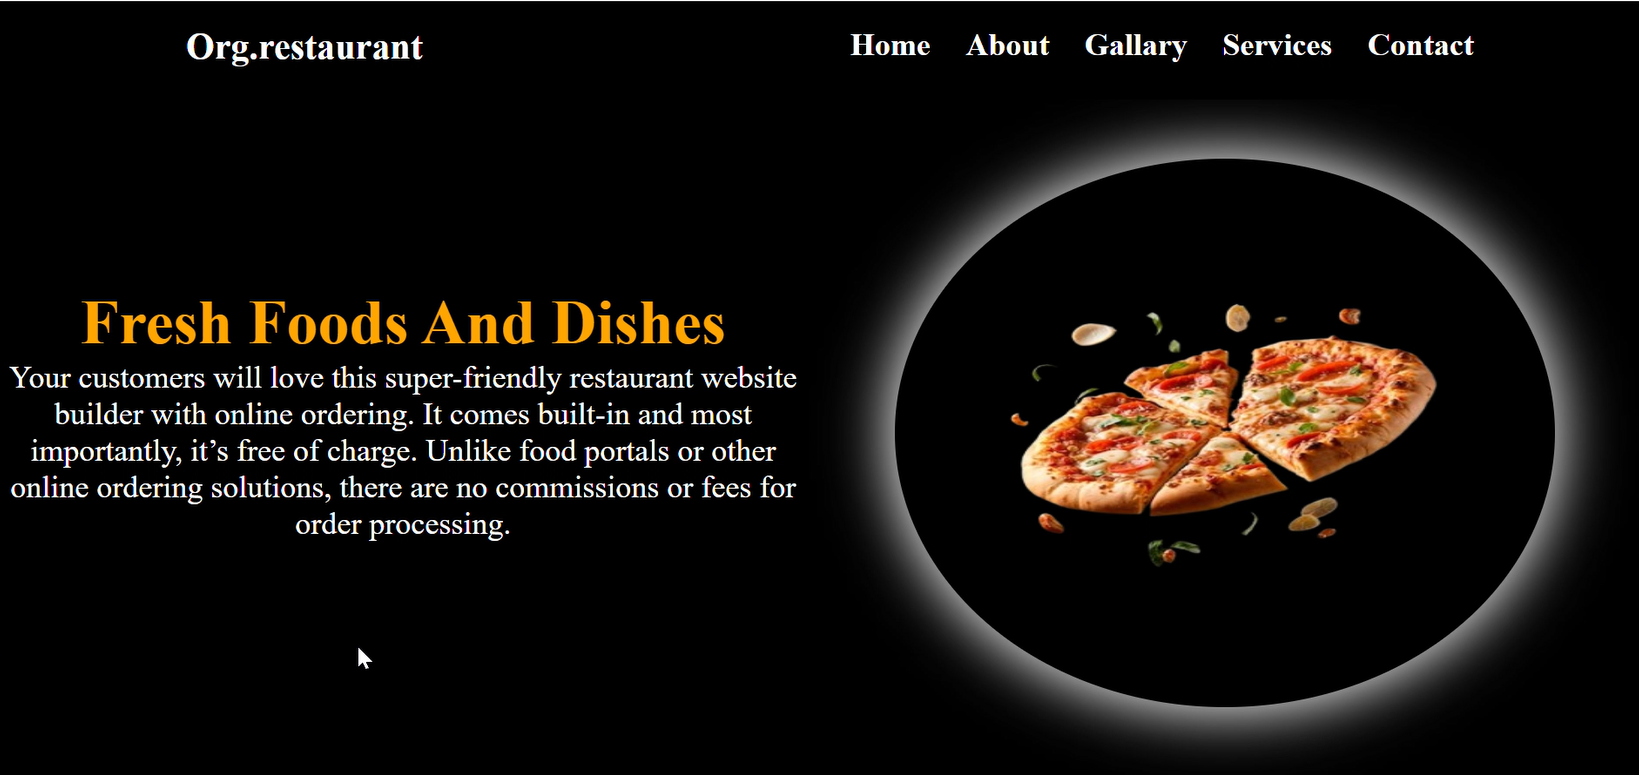 Org.restaurant
Home About Gallary Services Contact
Fresh Foods And Dishes
Your customers will love this super-friendly restaurant website
builder with online ordering. It comes built-in and most
importantly, it’s free of charge. Unlike food portals or other
online ordering solutions, there are no commissions or fees for
order processing.